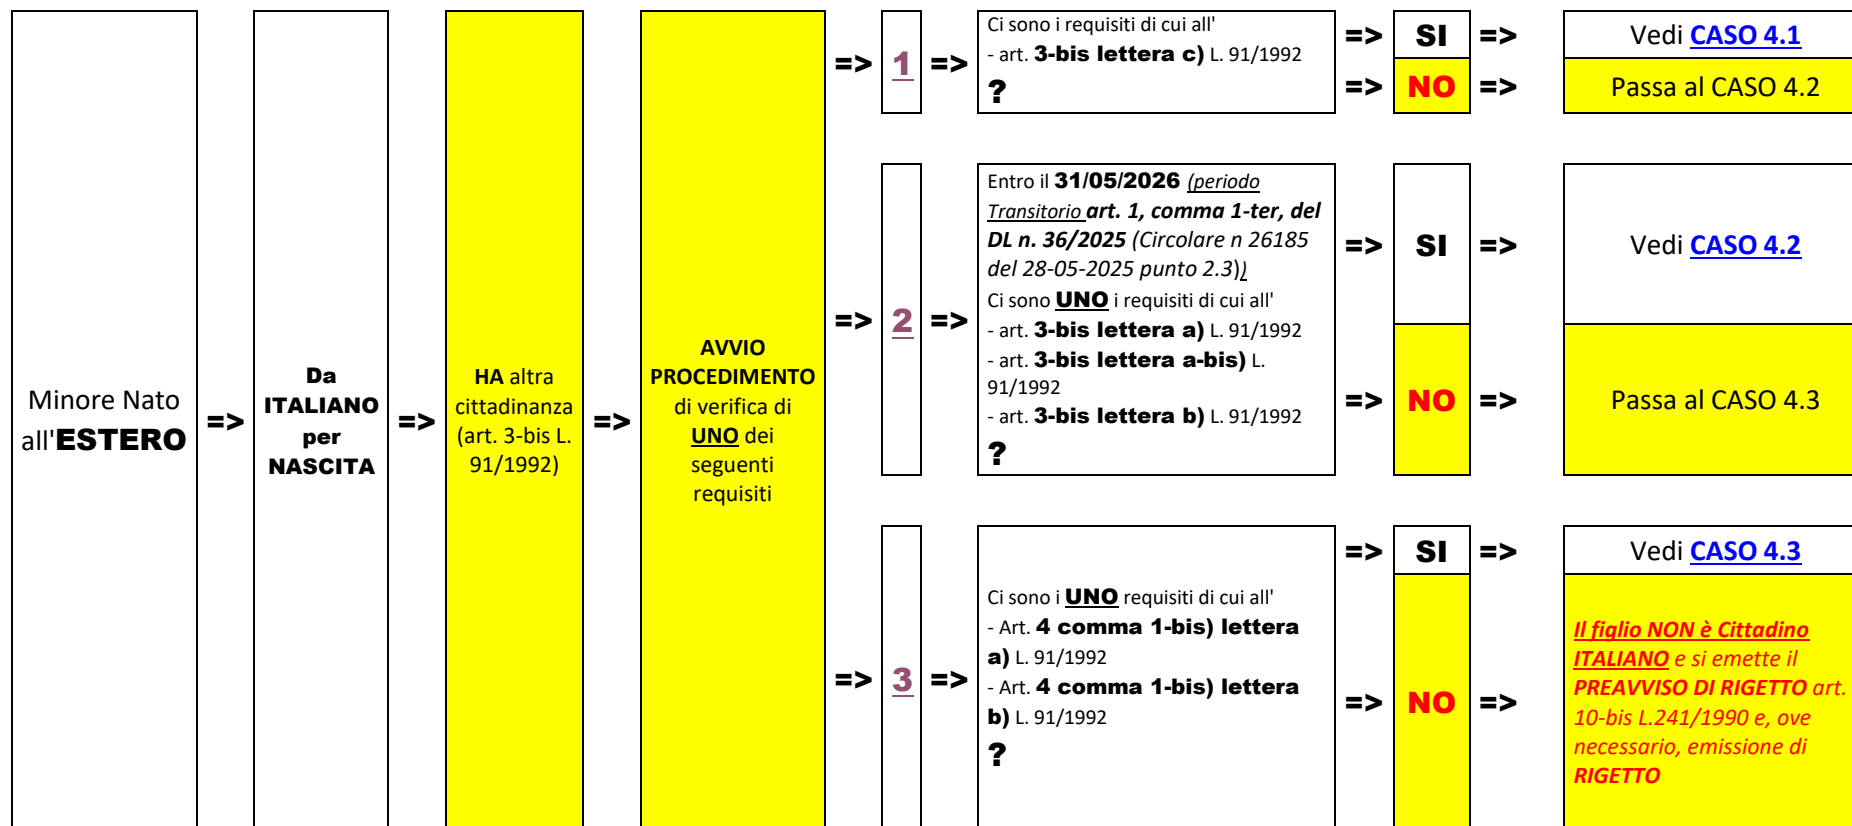 Minore Nato
all'ESTERO
=>
Da
ITALIANO
per
NASCITA
=>
HA altra
cittadinanza
(art. 3-bis L.
91/1992)
=>
AVVIO
PROCEDIMENTO
di verifica di
UNO dei
seguenti
requisiti
=> 1 =>
Ci sono i requisiti di cui all'
- art. 3-bis lettera c) L. 91/1992
?
=> SI => Vedi CASO 4.1
=> NO => Passa al CASO 4.2
=> 2 =>
Entro il 31/05/2026 (periodo
Transitorio art. 1, comma 1-ter, del
DL n. 36/2025 (Circolare n 26185
del 28-05-2025 punto 2.3))
Ci sono UNO i requisiti di cui all'
- art. 3-bis lettera a) L. 91/1992
- art. 3-bis lettera a-bis) L.
91/1992
- art. 3-bis lettera b) L. 91/1992
?
=> SI => Vedi CASO 4.2
=> NO => Passa al CASO 4.3
=> 3 =>
Ci sono i UNO requisiti di cui all'
- Art. 4 comma 1-bis) lettera
a) L. 91/1992
- Art. 4 comma 1-bis) lettera
b) L. 91/1992
?
=> SI => Vedi CASO 4.3
=> NO =>
Il figlio NON è Cittadino
ITALIANO e si emette il
PREAVVISO DI RIGETTO art.
10-bis L.241/1990 e, ove
necessario, emissione di
RIGETTO